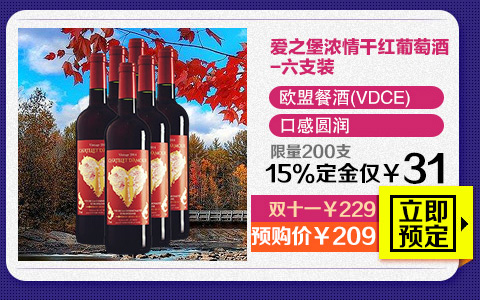 爱之堡浓情干红葡萄酒
-六支装
欧盟餐酒(VDCE)
口感圆润
限量200支
15%定金仅￥31
双十一￥229
预购价￥209
立即
预定